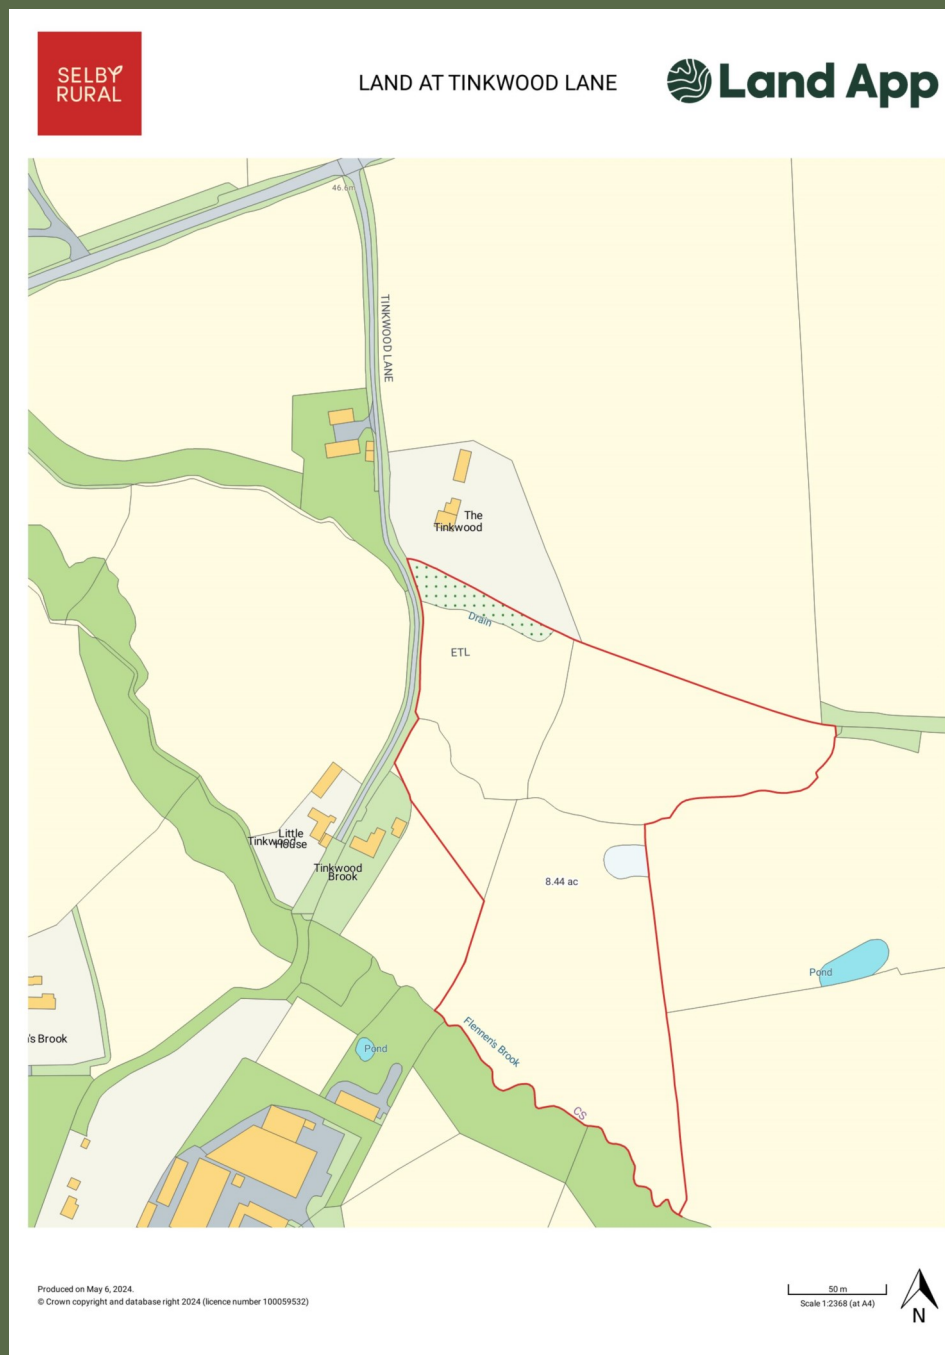 SELBY
RURAL
LAND AT TINKWOOD LANE
Land App
46.6m
TINKWOOD LANE
The
Tinkwood
Drain
ETL
Little
Tinkwood
House
Tinkwood
Brook
8.44 ac
Pond
's Brook
Flennen's Brook
Pond
CS
Produced on May 6, 2024.
© Crown copyright and database right 2024 (licence number 100059532)
50 m
Scale 1:2368 (at A4)
N